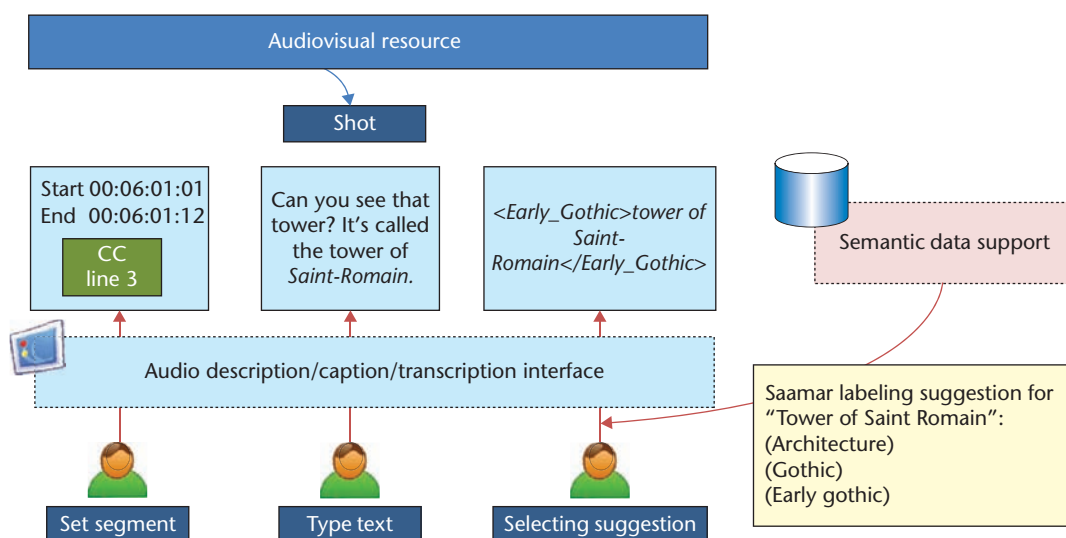 Audiovisual resource
Shot
Start 00:06:01:01
End 00:06:01:12
CC
line 3
Can you see that
tower? It's called
the tower of
Saint-Romain.
<Early_Gothic>tower of
Saint-
Romain</Early_Gothic>
Semantic data support
Audio description/caption/transcription interface
Saamar labeling suggestion for
“Tower of Saint Romain”:
(Architecture)
(Gothic)
(Early gothic)
Set segment
Type text
Selecting suggestion